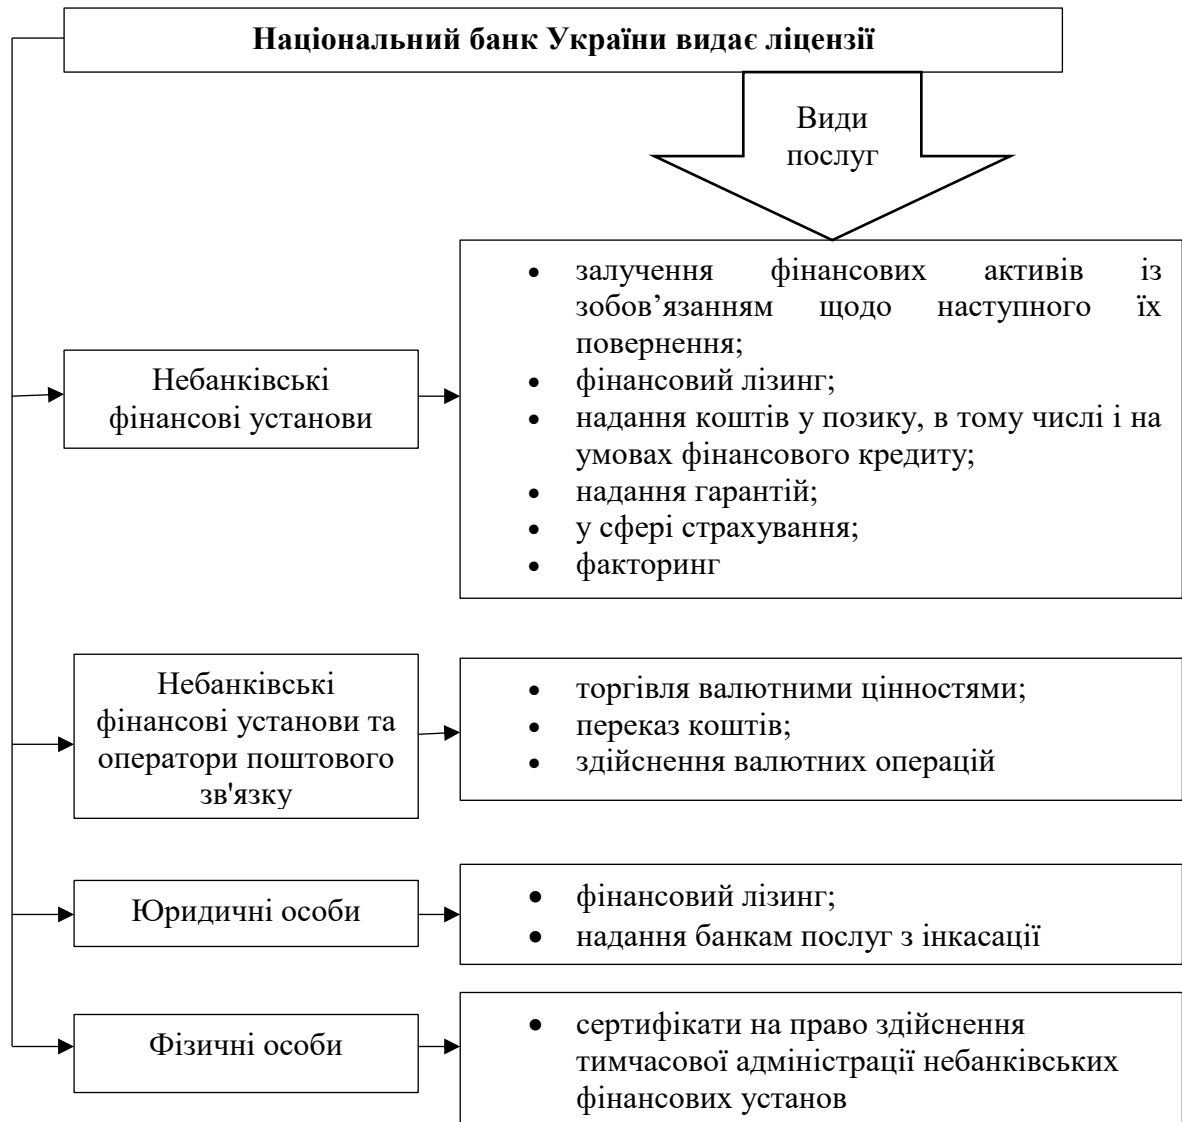 Національний банк України видає ліцензії
Види
послуг
Небанківські
фінансові установи
• залучення фінансових активів із
зобов’язанням щодо наступного їх
повернення;
• фінансовий лізинг;
• надання коштів у позику, в тому числі і на
умовах фінансового кредиту;
• надання гарантій;
• у сфері страхування;
• факторинг
Небанківські
фінансові установи та
оператори поштового
зв'язку
• торгівля валютними цінностями;
• переказ коштів;
• здійснення валютних операцій
Юридичні особи
• фінансовий лізинг;
• надання банкам послуг з інкасації
Фізичні особи
• сертифікати на право здійснення
тимчасової адміністрації небанківських
фінансових установ